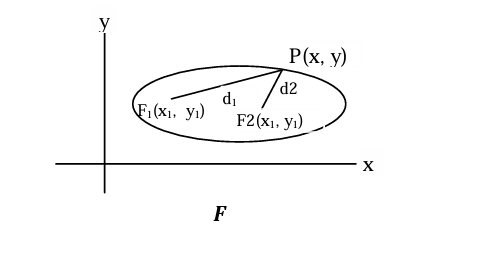 y
P(x, y)
d2
d₁
F₁(x₁, y₁)
F2(x₁, y₁)
x
F